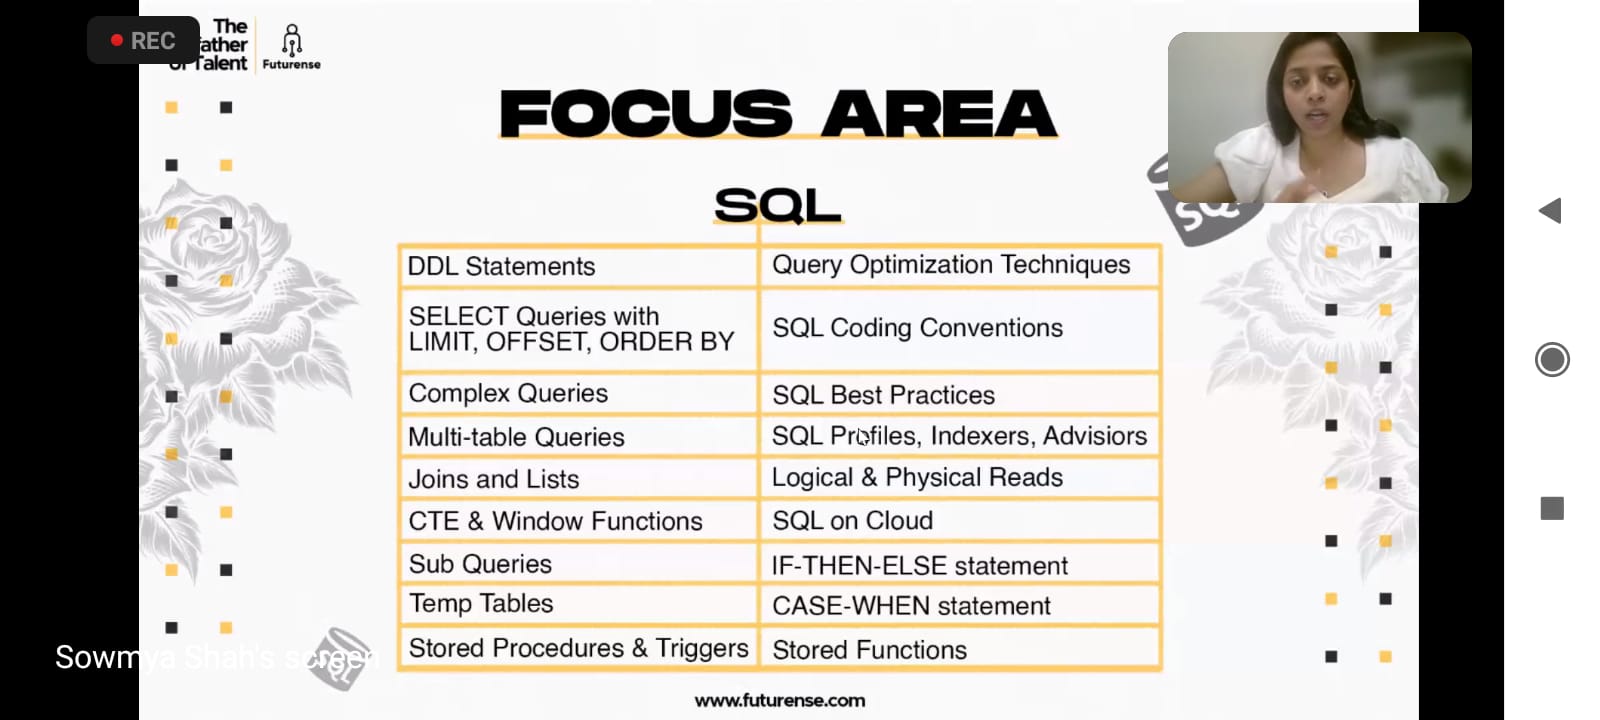 REC
The
father
of Talent
Futurense
FOCUS AREA
SQL
DDL Statements
Query Optimization Techniques
SELECT Queries with
LIMIT, OFFSET, ORDER BY
SQL Coding Conventions
Complex Queries
SQL Best Practices
Multi-table Queries
SQL Profiles, Indexers, Advisiors
Joins and Lists
Logical & Physical Reads
CTE & Window Functions
SQL on Cloud
Sub Queries
IF-THEN-ELSE statement
Temp Tables
CASE-WHEN statement
Stored Procedures & Triggers
Stored Functions
Sowmya Shah's screen
SQL
www.futurense.com